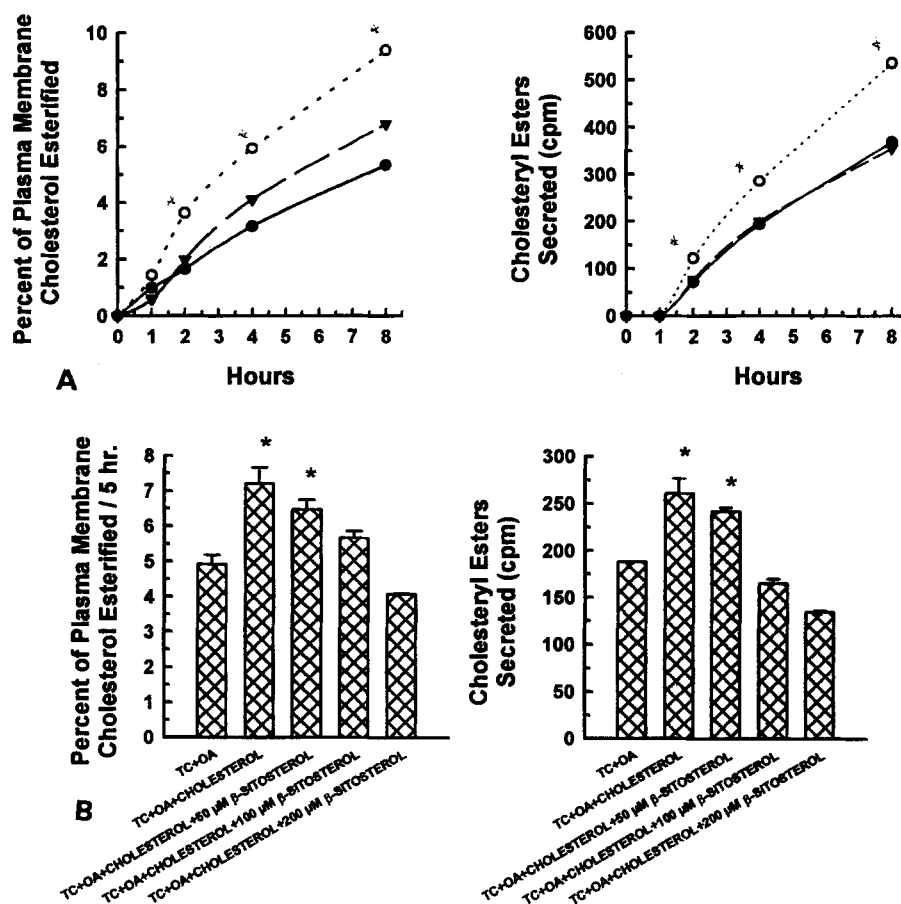 Percent of Plasma Membrane
Cholesterol Esterified
10
8
6
4
2
0
0 1 2 3 4 5 6 7 8
Hours
Cholesteryl Esters
Secreted (cpm)
600
500
400
300
200
100
0
0 1 2 3 4 5 6 7 8
Hours
A
Percent of Plasma Membrane
Cholesterol Esterified / 5 hr.
8
7
6
5
4
3
2
1
0
* *
TC+OA
TC+OA+CHOLESTEROL
TC+OA+CHOLESTEROL+50 µM β-SITOSTEROL
TC+OA+CHOLESTEROL+100 µM β-SITOSTEROL
TC+OA+CHOLESTEROL+200 µM β-SITOSTEROL
Cholesteryl Esters
Secreted (cpm)
300
250
200
150
100
50
0
* *
TC+OA
TC+OA+CHOLESTEROL
TC+OA+CHOLESTEROL+50 µM β-SITOSTEROL
TC+OA+CHOLESTEROL+100 µM β-SITOSTEROL
TC+OA+CHOLESTEROL+200 µM β-SITOSTEROL
B